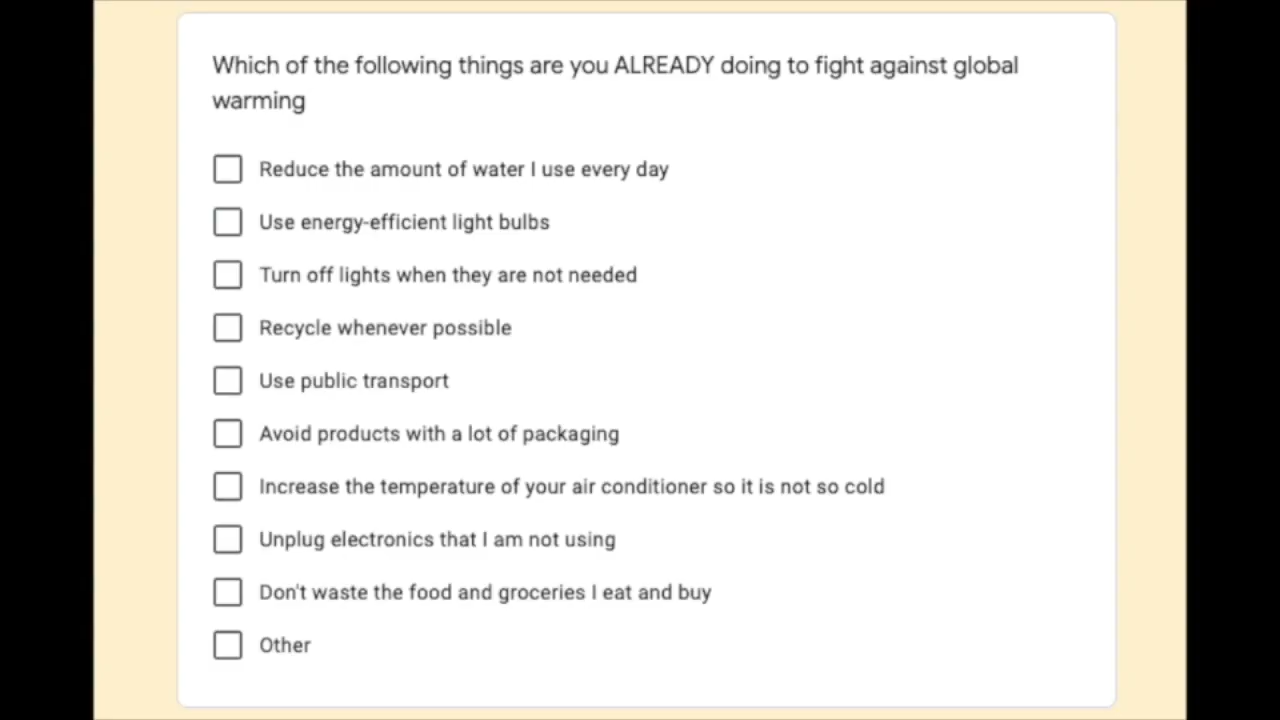 Which of the following things are you ALREADY doing to fight against global
warming
Reduce the amount of water I use every day
Use energy-efficient light bulbs
Turn off lights when they are not needed
Recycle whenever possible
Use public transport
Avoid products with a lot of packaging
Increase the temperature of your air conditioner so it is not so cold
Unplug electronics that I am not using
Don't waste the food and groceries I eat and buy
Other